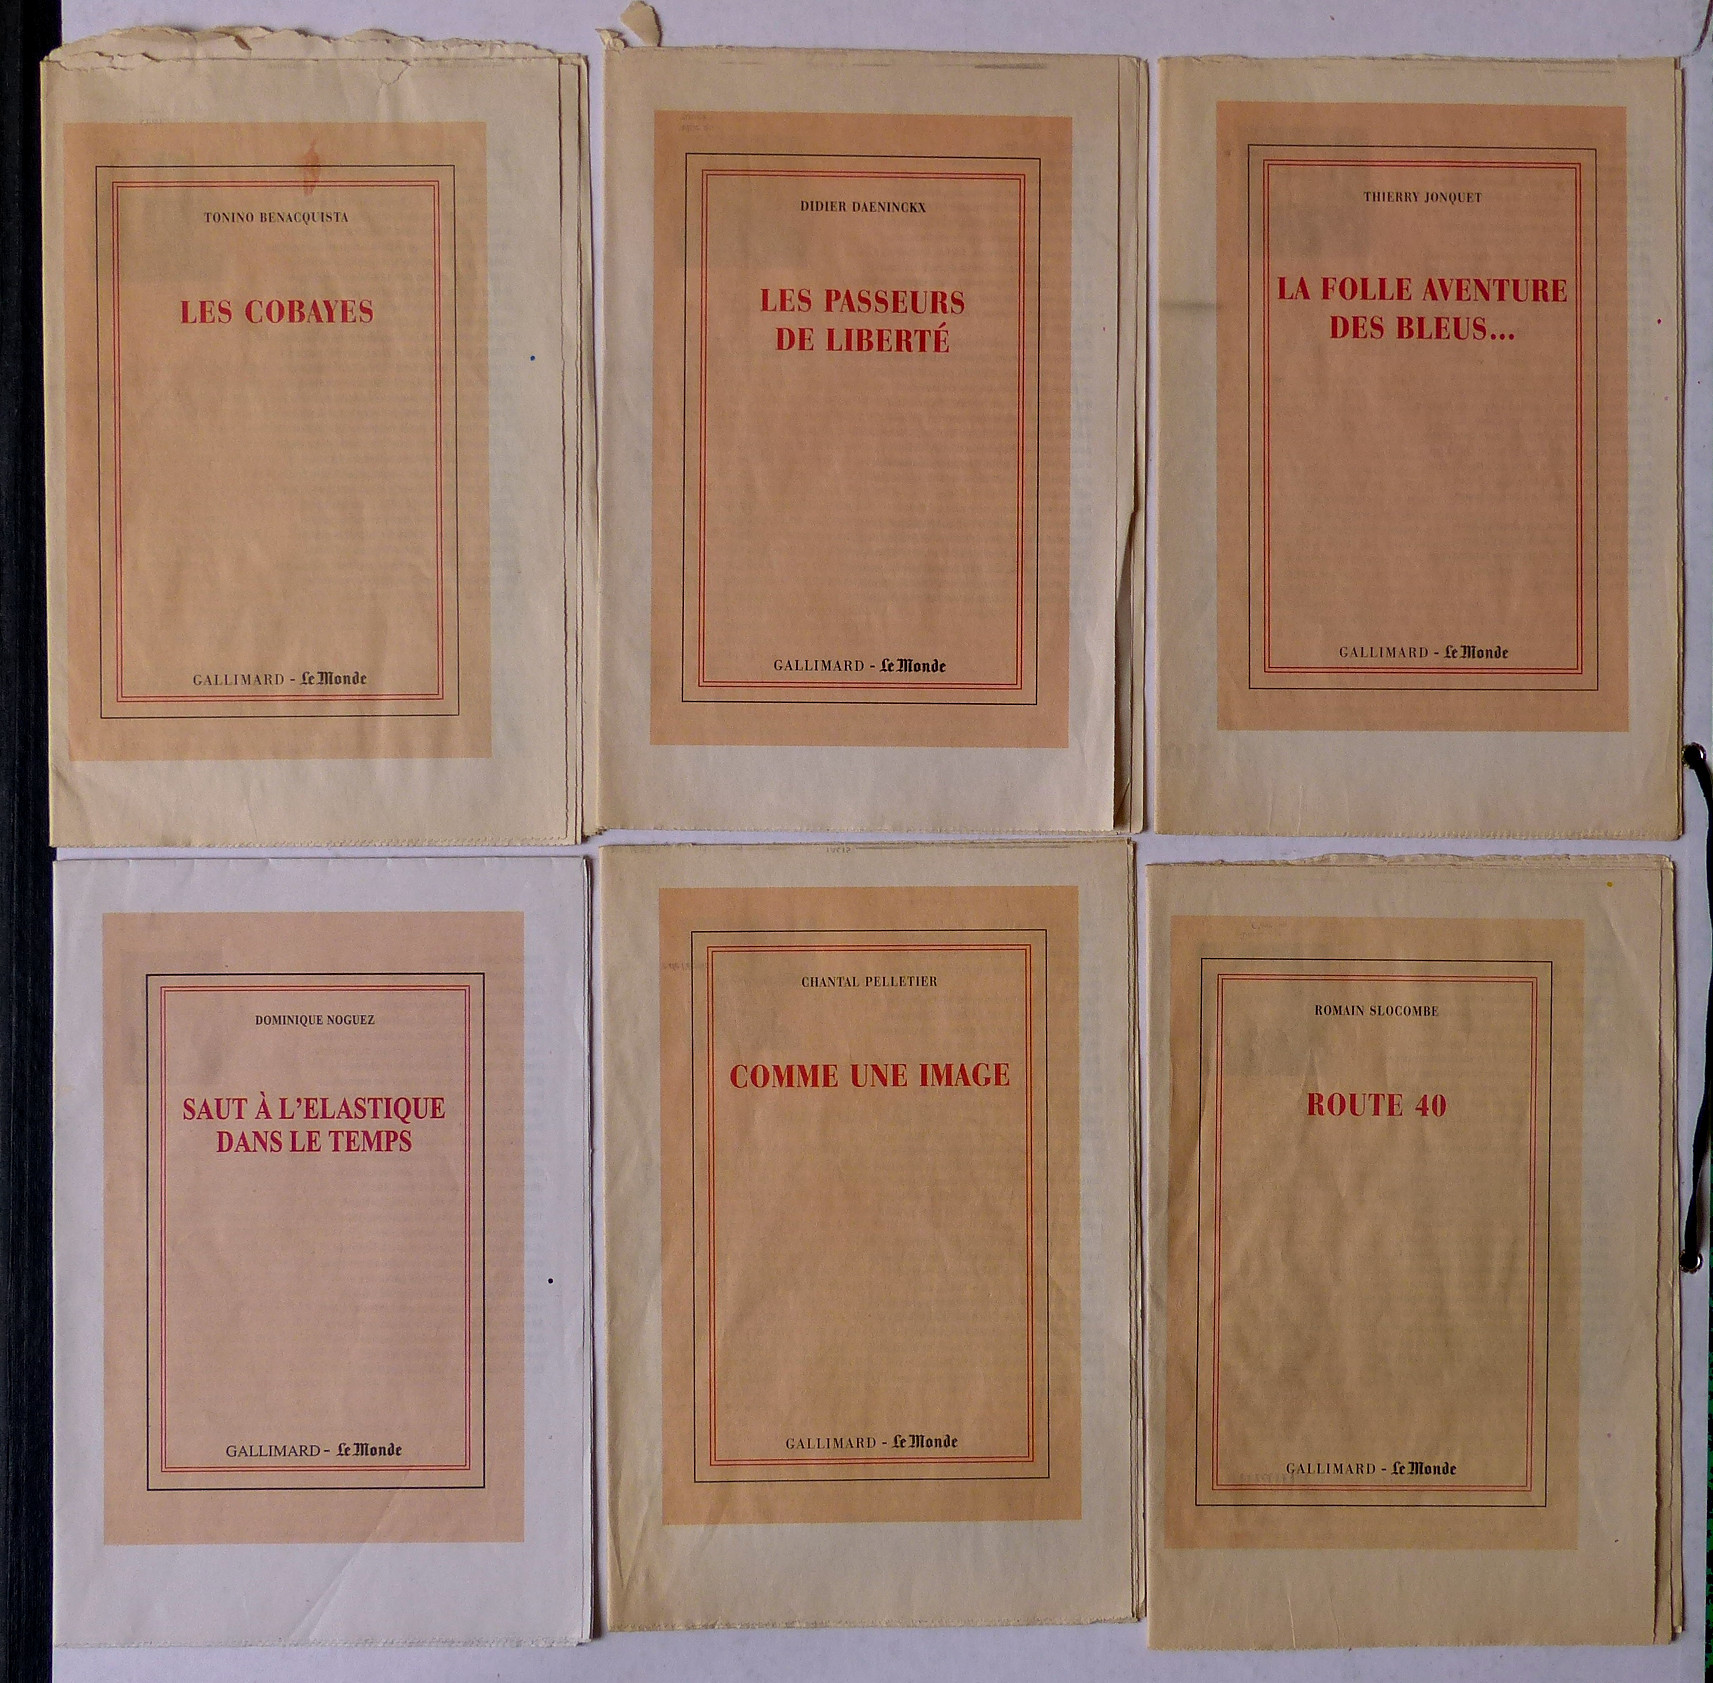 TONINO BENACQUISTA
LES COBAYES
GALLIMARD - Le Monde
DIDIER DAENINCKX
LES PASSEURS
DE LIBERTÉ
GALLIMARD - Le Monde
THIERRY JONQUET
LA FOLLE AVENTURE
DES BLEUS...
GALLIMARD - Le Monde
DOMINIQUE NOGUEZ
SAUT À L'ELASTIQUE
DANS LE TEMPS
GALLIMARD - Le Monde
CHANTAL PELLETIER
COMME UNE IMAGE
GALLIMARD - Le Monde
ROMAIN SLOCOMBE
ROUTE 40
GALLIMARD - Le Monde